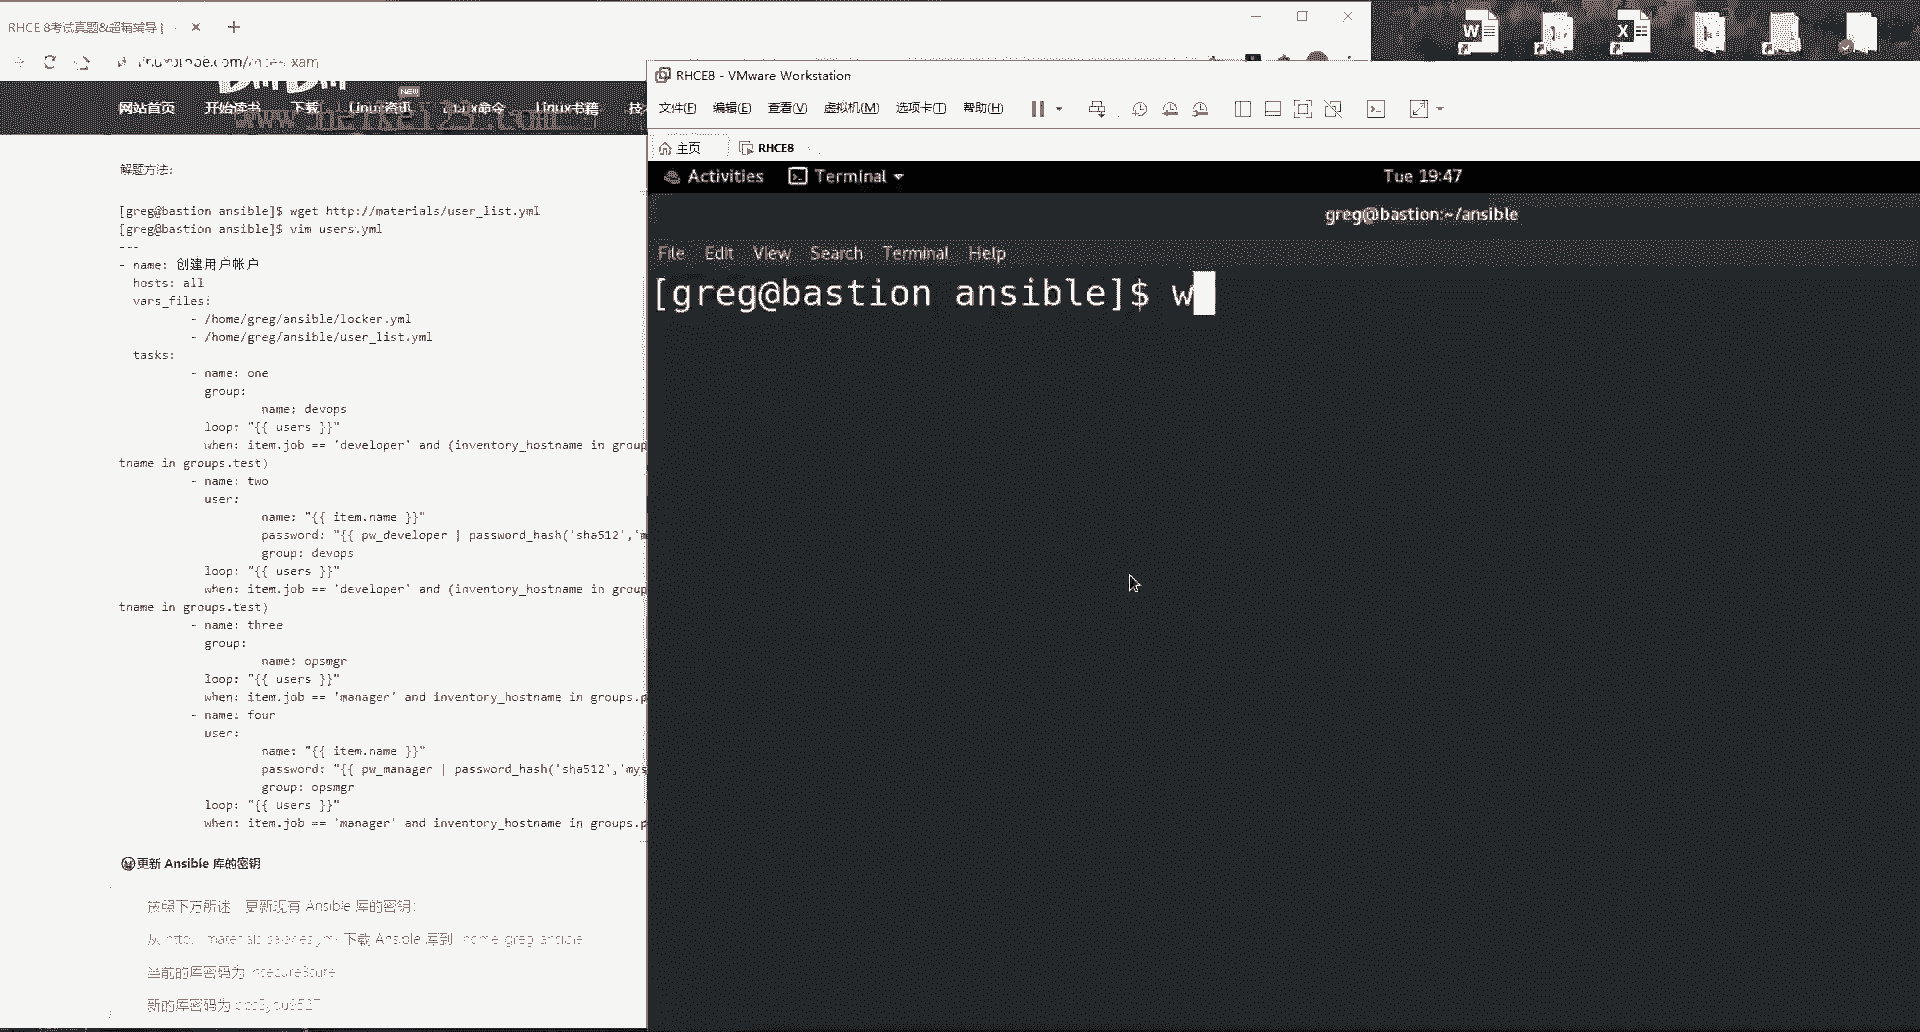 RHCE 8考试真题&超精辅导
网站首页 开始读书 下载 Linux资讯 NEW Linux命令 Linux书籍
解题方法:
[greg@bastion ansible]$ wget http://materials/user_list.yml
[greg@bastion ansible]$ vim users.yml
---
- name: 创建用户帐户
hosts: all
vars_files:
- /home/greg/ansible/locker.yml
- /home/greg/ansible/user_list.yml
tasks:
- name: one
group:
name: devops
loop: "{{ users }}"
when: item.job == 'developer' and (inventory_hostname in group
tname in groups.test)
- name: two
user:
name: "{{ item.name }}"
password: "{{ pw_developer | password_hash('sha512','m
group: devops
loop: "{{ users }}"
when: item.job == 'developer' and (inventory_hostname in group
tname in groups.test)
- name: three
group:
name: opsmgr
loop: "{{ users }}"
when: item.job == 'manager' and inventory_hostname in groups.p
- name: four
user:
name: "{{ item.name }}"
password: "{{ pw_manager | password_hash('sha512','mys
group: opsmgr
loop: "{{ users }}"
when: item.job == 'manager' and inventory_hostname in groups.p
更新 Ansible 库的密钥
按照下方所述 更新现有 Ansible 库的密钥:
下载 Ansible 库到
当前的库密码为
新的库密码为
RHCE8 - VMware Workstation
文件(F) 编辑(E) 查看(V) 虚拟机(M) 选项卡(T) 帮助(H)
主页 RHCE8
Activities Terminal Tue 19:47
greg@bastion:~/ansible
File Edit View Search Terminal Help
[greg@bastion ansible]$ w